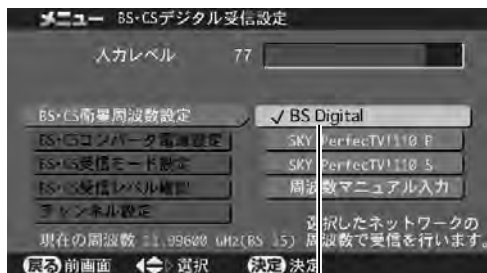 メニュー BS・CSデジタル受信設定
入力レベル 77
BS・CS衛星周波数設定 ✓ BS Digital
BS・CSコンバータ電源設定 SKY PerfecTV!110 P
BS・CS受信モード設定 SKY PerfecTV!110 S
BS・CS受信レベル確認 周波数マニュアル入力
チャンネル設定
選択したネットワークの
現在の周波数 11.99600 GHz(BS 15) 周波数で受信を行います。
戻る 前画面 選択 決定 決定